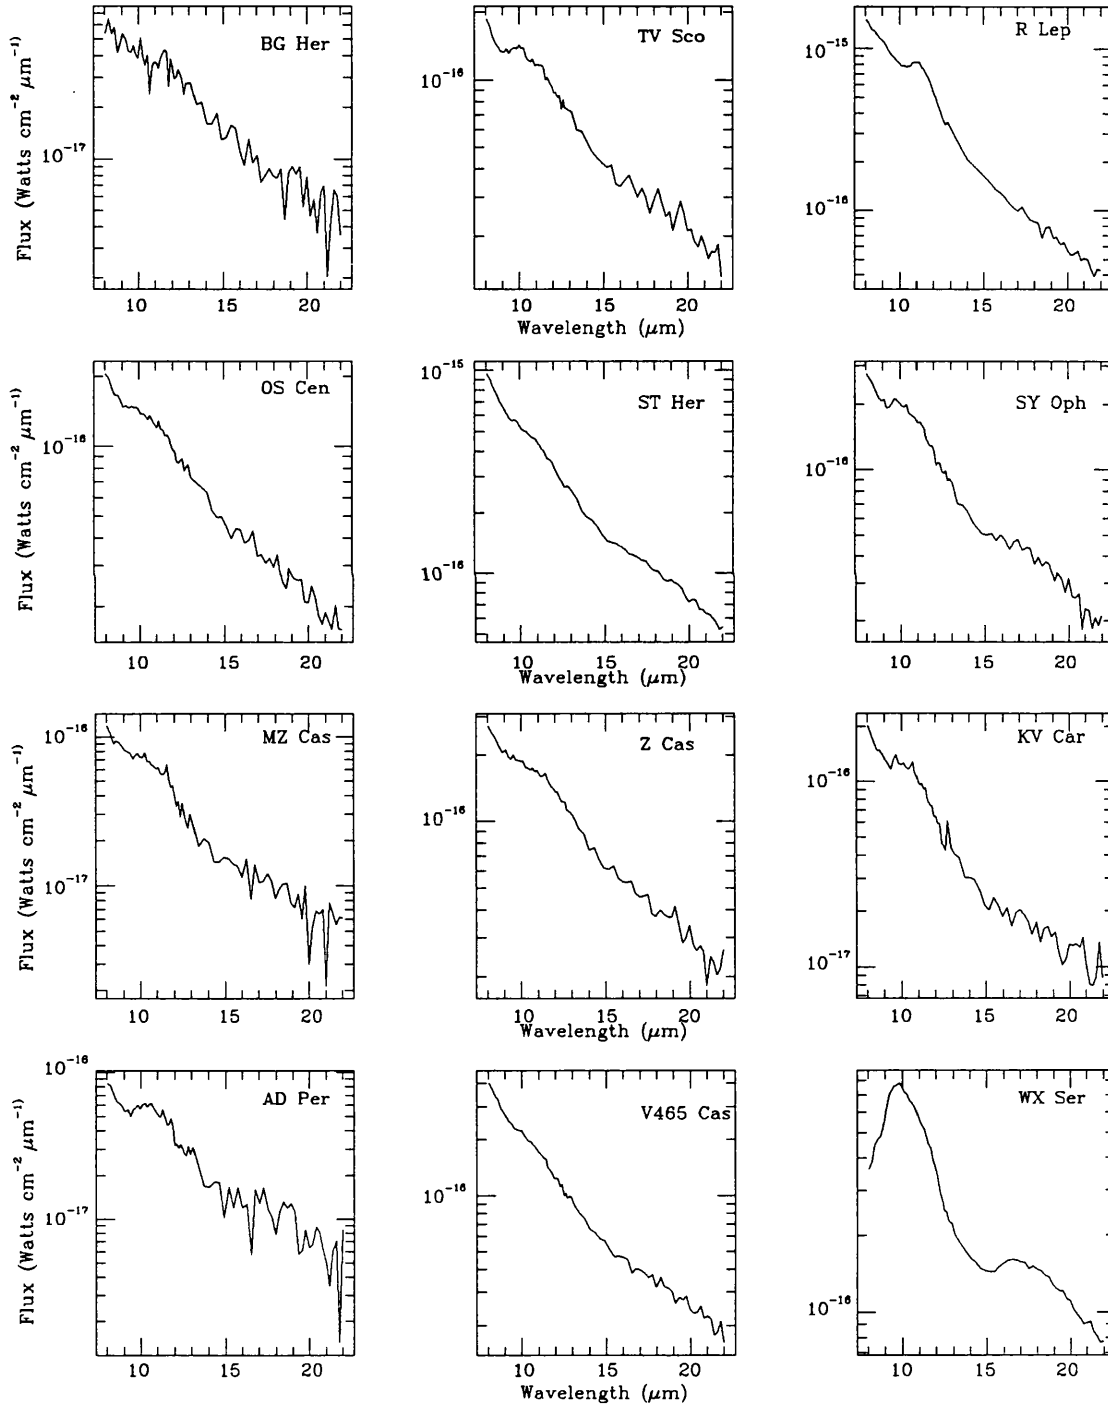 BG Her
TV Sco
R Lep
10⁻¹⁷
10⁻¹⁶
10⁻¹⁵
10⁻¹⁶
Flux (Watts cm⁻² μm⁻¹)
10 15 20
10 15 20
10 15 20
Wavelength (μm)
OS Cen
ST Her
SY Oph
10⁻¹⁶
10⁻¹⁵
10⁻¹⁶
10⁻¹⁶
Flux (Watts cm⁻² μm⁻¹)
10 15 20
10 15 20
10 15 20
Wavelength (μm)
MZ Cas
Z Cas
KV Car
10⁻¹⁶
10⁻¹⁷
10⁻¹⁶
10⁻¹⁶
10⁻¹⁷
Flux (Watts cm⁻² μm⁻¹)
10 15 20
10 15 20
10 15 20
Wavelength (μm)
AD Per
V465 Cas
WX Ser
10⁻¹⁶
10⁻¹⁷
10⁻¹⁶
10⁻¹⁶
Flux (Watts cm⁻² μm⁻¹)
10 15 20
10 15 20
10 15 20
Wavelength (μm)